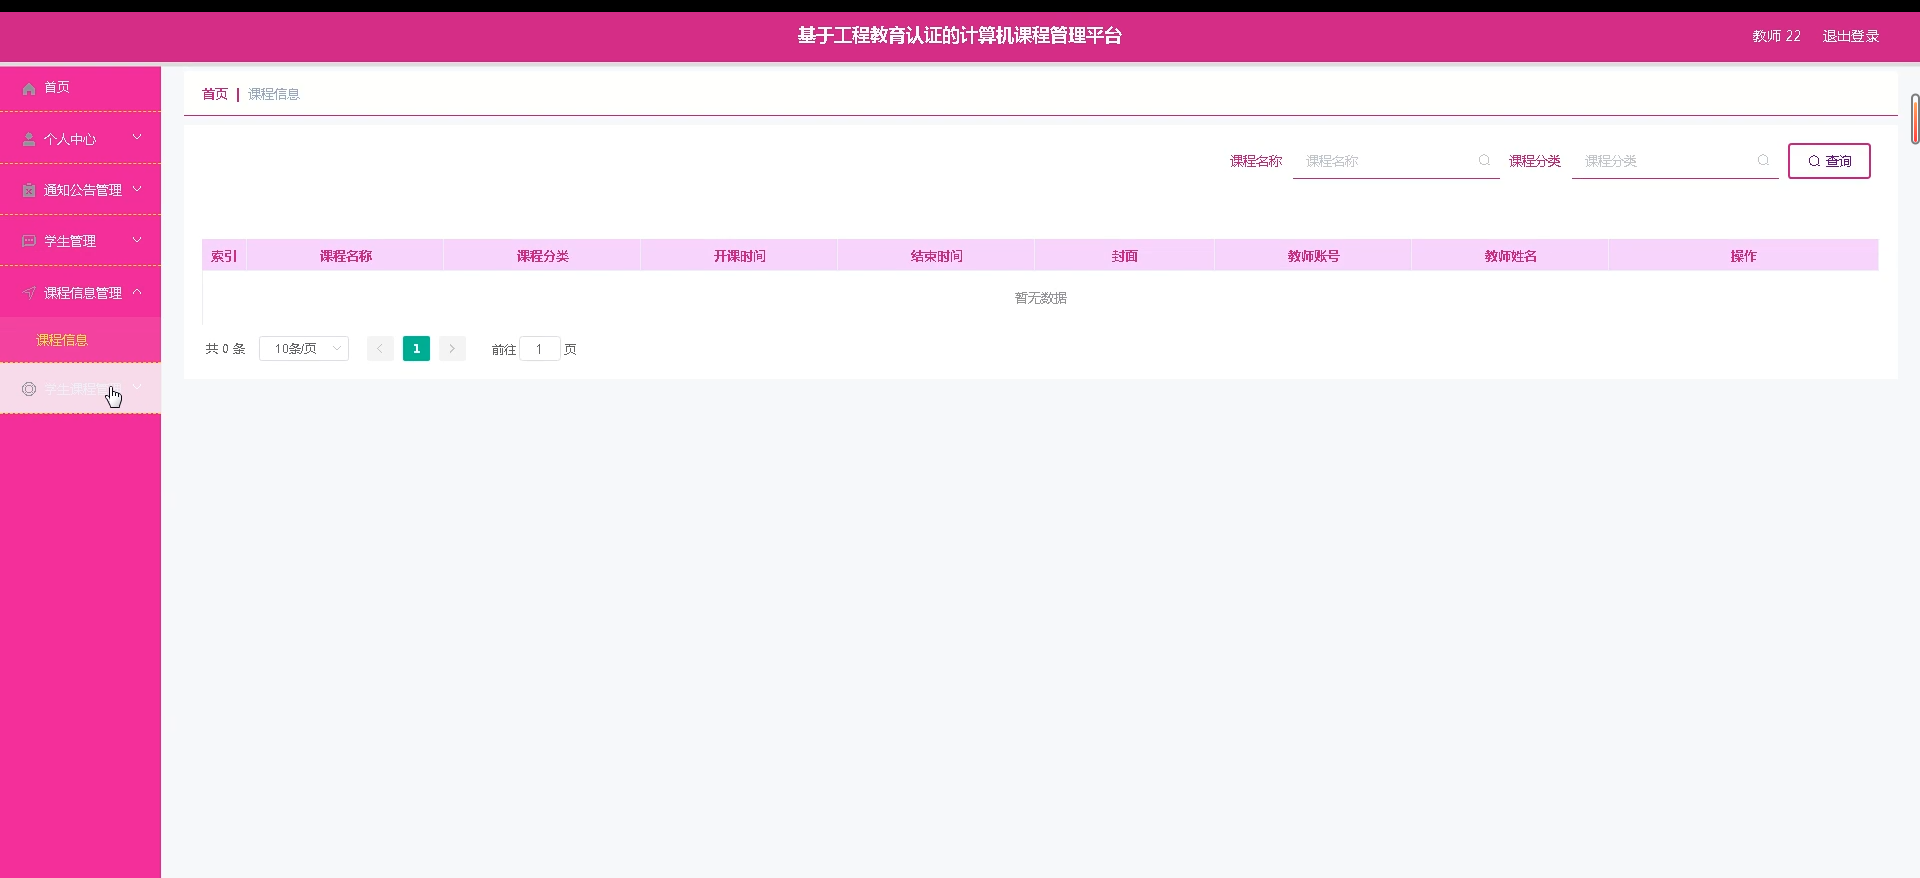 基于工程教育认证的计算机课程管理平台
教师 22 退出登录
首页
个人中心
通知公告管理
学生管理
课程信息管理
课程信息
学生课程管理
首页 | 课程信息
课程名称 课程名称 课程分类 课程分类 查询
索引 课程名称 课程分类 开课时间 结束时间 封面 教师账号 教师姓名 操作
暂无数据
共 0 条 10条/页 1 前往 1 页